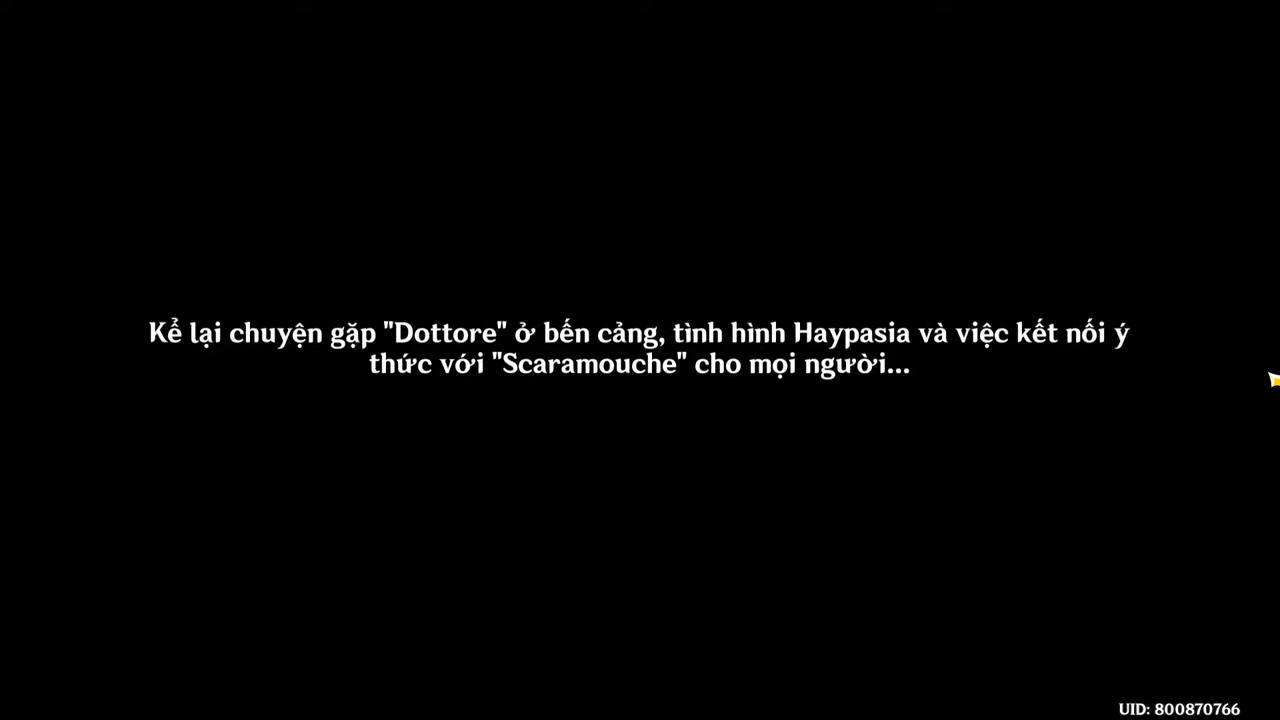 Kể lại chuyện gặp "Dottore" ở bến cảng, tình hình Haypasia và việc kết nối ý
thức với "Scaramouche" cho mọi người...
UID: 800870766